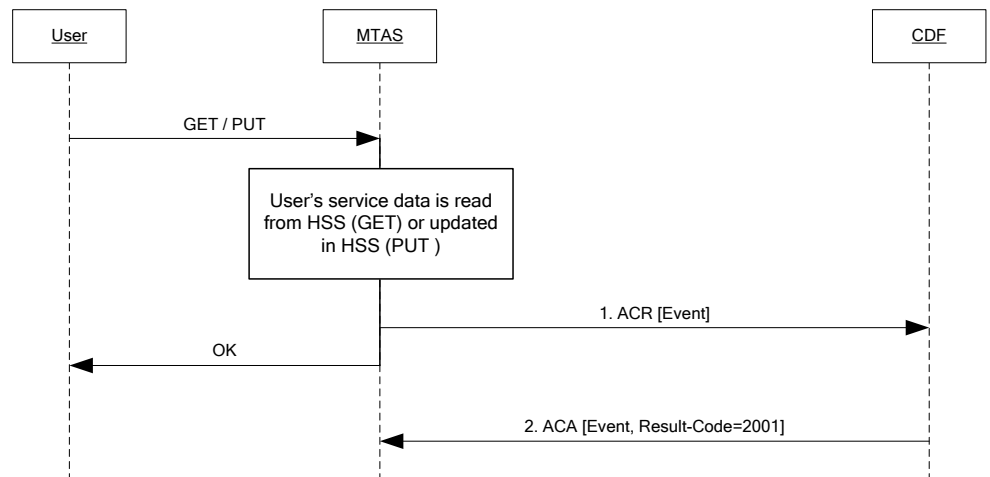 User
MTAS
CDF
GET / PUT
User's service data is read
from HSS (GET) or updated
in HSS (PUT )
1. ACR [Event]
OK
2. ACA [Event, Result-Code=2001]